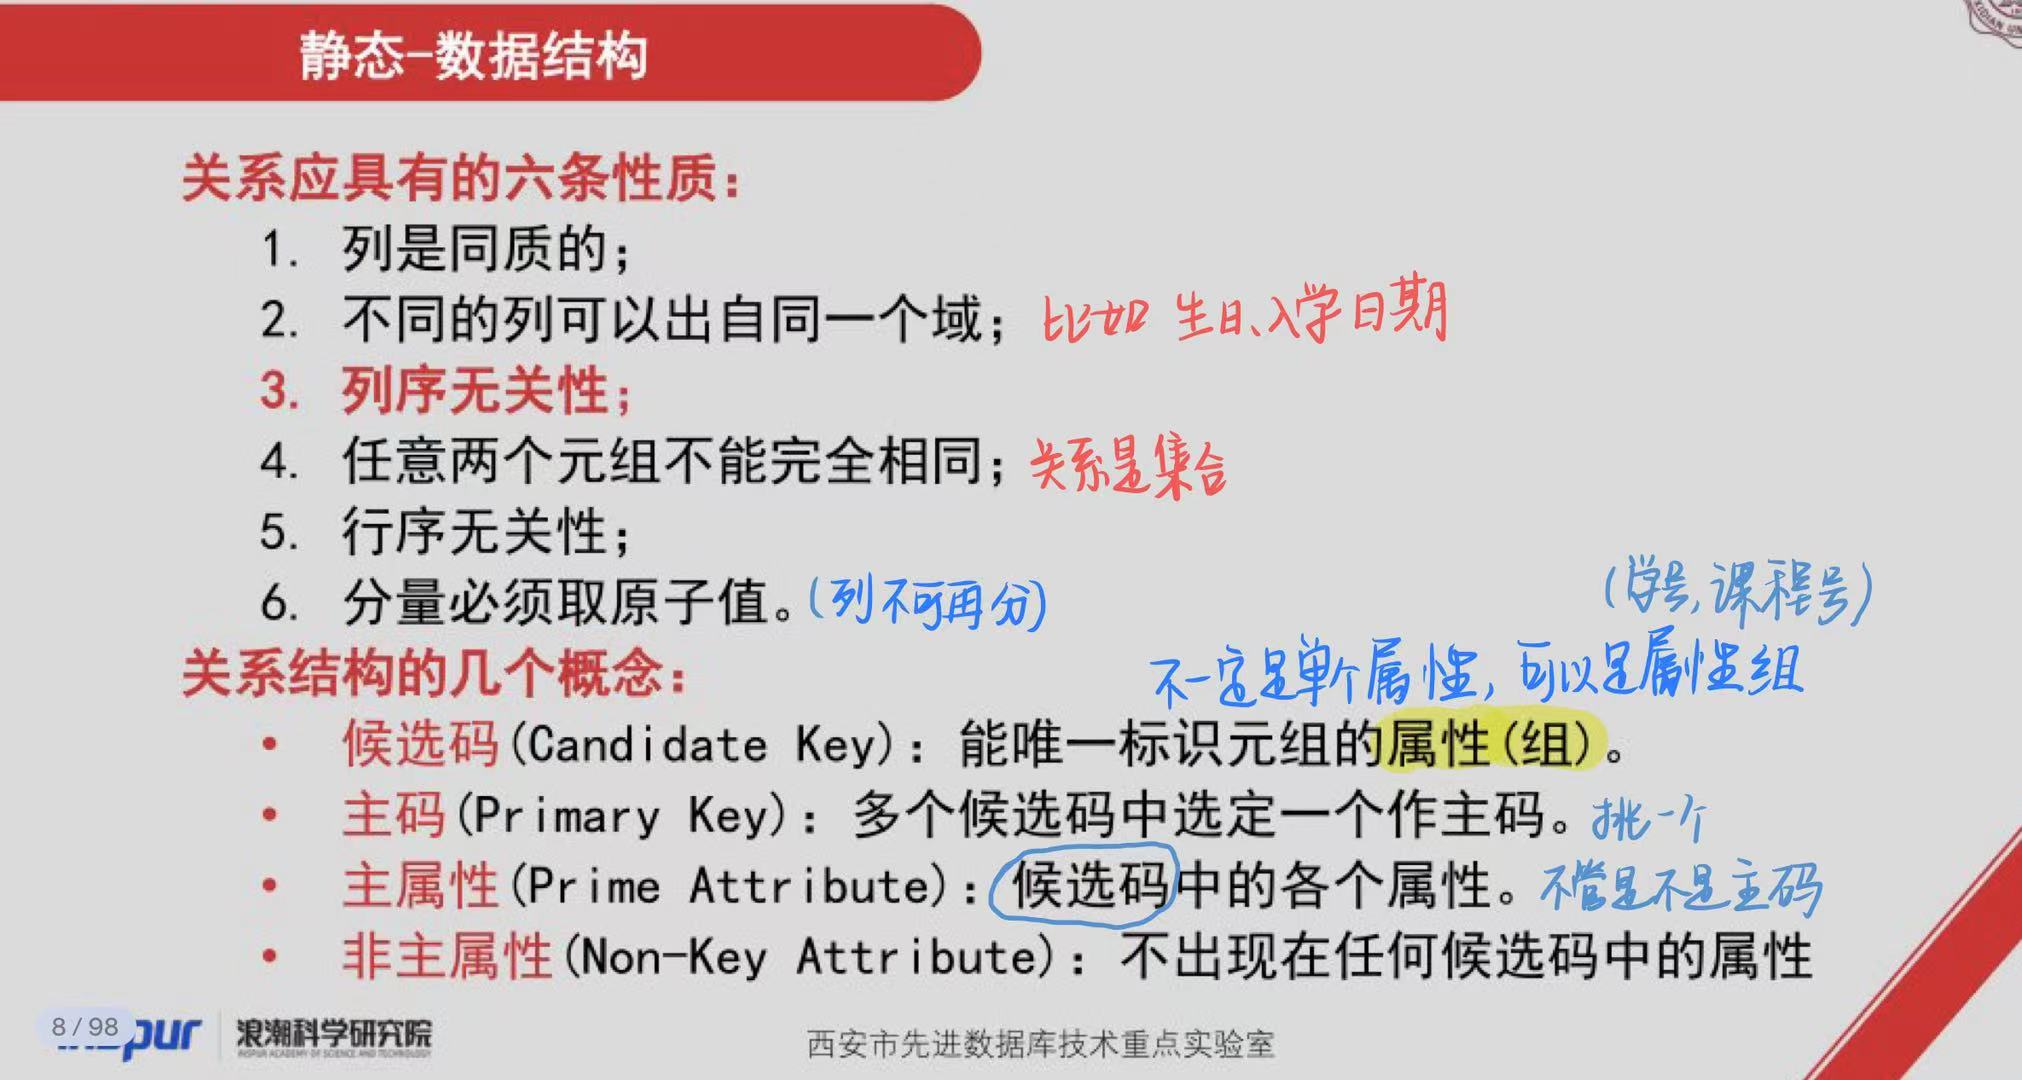 静态-数据结构
XIDIAN UN
关系应具有的六条性质：
1. 列是同质的；
2. 不同的列可以出自同一个域；比如 生日、入学日期
3. 列序无关性；
4. 任意两个元组不能完全相同；关系是集合
5. 行序无关性；
6. 分量必须取原子值。(列不可再分)
(学号,课程号)
关系结构的几个概念：
不一定是单个属性，可以是属性组
• 候选码(Candidate Key)：能唯一标识元组的属性(组)。
• 主码(Primary Key)：多个候选码中选定一个作主码。挑一个
• 主属性(Prime Attribute)：候选码中的各个属性。不管是不是主码
• 非主属性(Non-Key Attribute)：不出现在任何候选码中的属性
8 / 98
inspur 浪潮科学研究院
INSPUR ACADEMY OF SCIENCE AND TECHNOLOGY
西安市先进数据库技术重点实验室